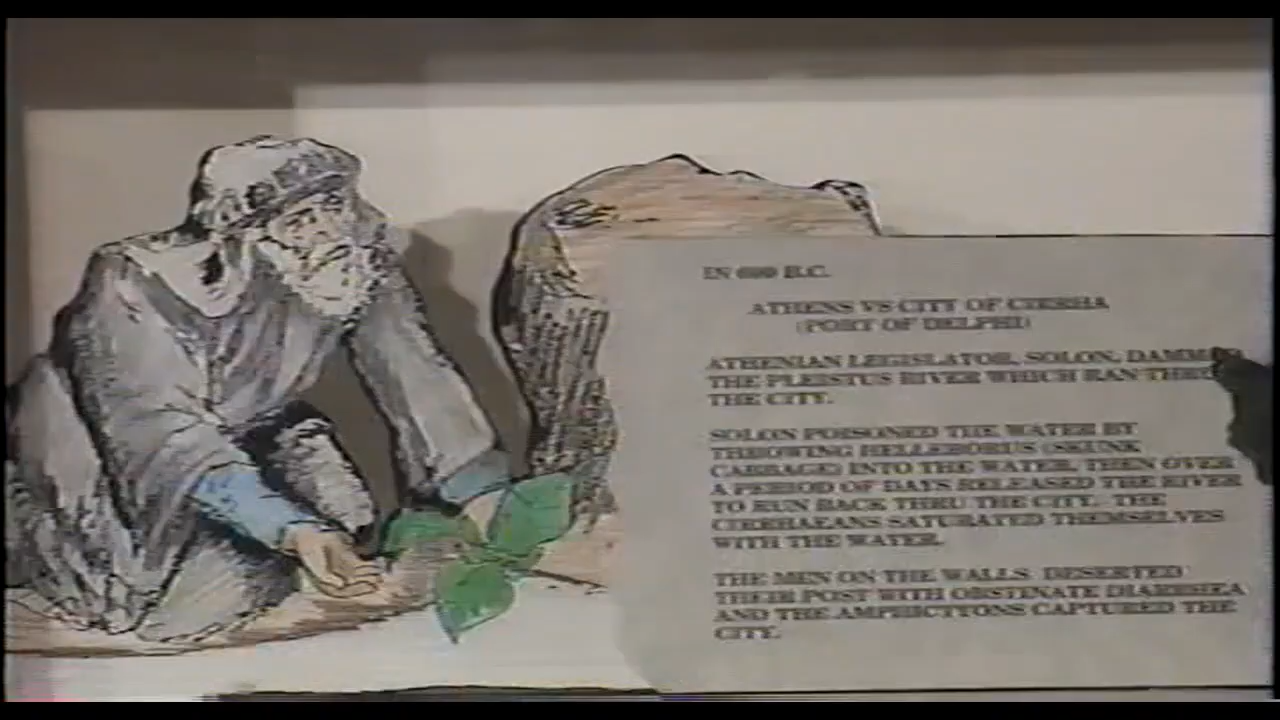 IN 600 B.C.
ATHENS VS CITY OF CIRRHA
(PORT OF DELPHI)
ATHENIAN LEGISLATOR, SOLON, DAMMED
THE PLEISTUS RIVER WHICH RAN THRU
THE CITY.
SOLON POISONED THE WATER BY
THROWING HELLEBORUS (SKUNK
CABBAGE) INTO THE WATER, THEN OVER
A PERIOD OF DAYS RELEASED THE RIVER
TO RUN BACK THRU THE CITY. THE
CIRRHAEANS SATURATED THEMSELVES
WITH THE WATER.
THE MEN ON THE WALLS DESERTED
THEIR POST WITH OBSTINATE DIARRHEA
AND THE AMPHICTYONS CAPTURED THE
CITY.